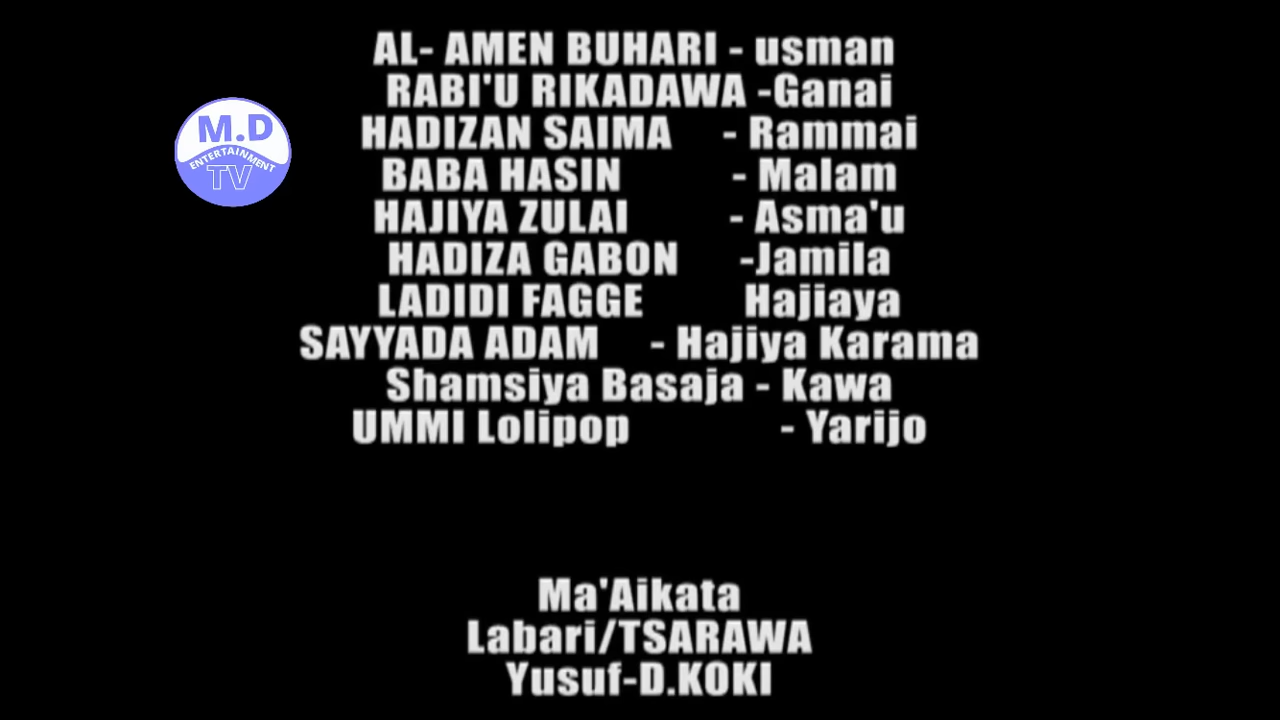 AL- AMEN BUHARI - usman
RABI'U RIKADAWA -Ganai
HADIZAN SAIMA - Rammai
BABA HASIN - Malam
HAJIYA ZULAI - Asma'u
HADIZA GABON -Jamila
LADIDI FAGGE Hajiaya
SAYYADA ADAM - Hajiya Karama
Shamsiya Basaja - Kawa
UMMI Lolipop - Yarijo
Ma'Aikata
Labari/TSARAWA
Yusuf-D.KOKI
M.D
ENTERTAINMENT
TV